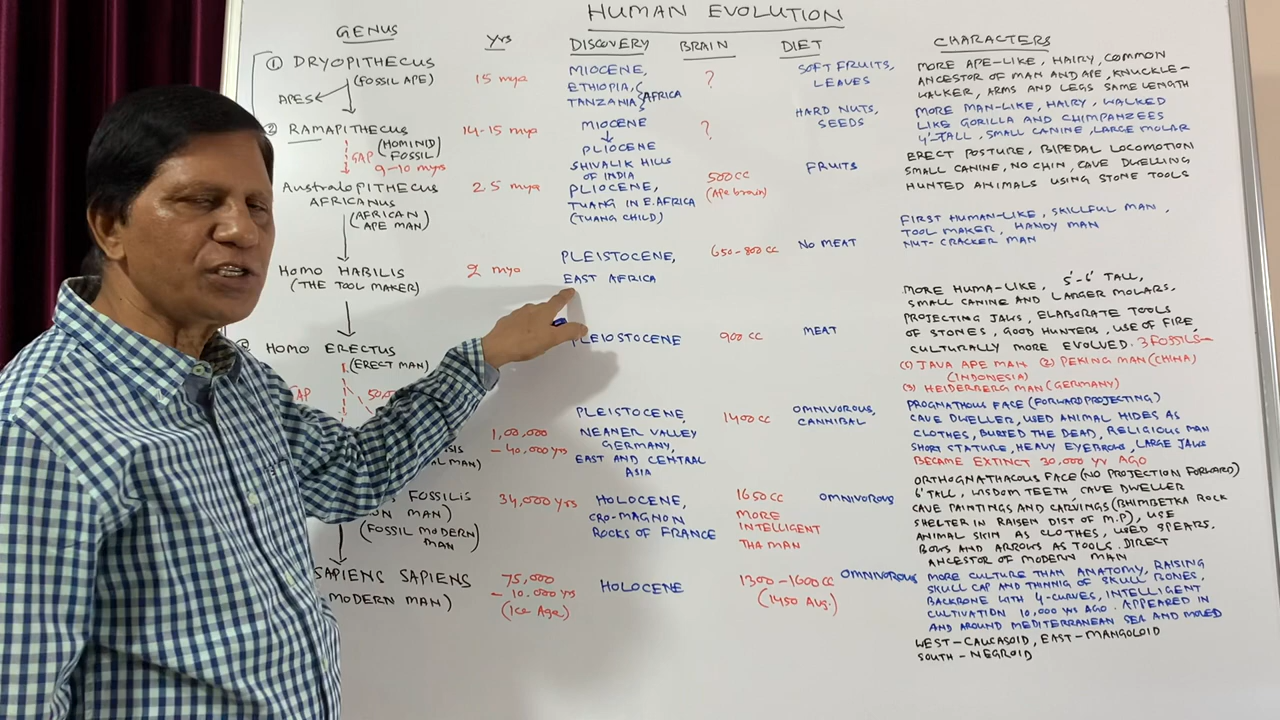 HUMAN EVOLUTION
GENUS
Yrs
DISCOVERY
BRAIN
DIET
CHARACTERS
① DRYOPITHECUS
(FOSSIL APE)
APES
15 mya
MIOCENE,
ETHIOPIA,
TANZANIA
AFRICA
?
SOFT FRUITS,
LEAVES
MORE APE-LIKE, HAIRY, COMMON
ANCESTOR OF MAN AND APE, KNUCKLE-
WALKER, ARMS AND LEGS SAME LENGTH
② RAMAPITHECUS
(HOMINID
FOSSIL)
GAP
9-10 myrs
14-15 mya
MIOCENE
PLIOCENE
SHIVALIK HILLS
OF INDIA
?
HARD NUTS,
SEEDS
MORE MAN-LIKE, HAIRY, WALKED
LIKE GORILLA AND CHIMPANZEES
4'-TALL, SMALL CANINE, LARGE MOLAR
AUSTRALOPITHECUS
AFRICANUS
(AFRICAN
APE MAN)
25 mya
PLIOCENE,
TUANG IN E.AFRICA
(TUANG CHILD)
500CC
(Ape brain)
FRUITS
ERECT POSTURE, BIPEDAL LOCOMOTION
SMALL CANINE, NO CHIN, CAVE DWELLING
HUNTED ANIMALS USING STONE TOOLS
HOMO HABILIS
(THE TOOL MAKER)
2 mya
PLEISTOCENE,
EAST AFRICA
650-800 CC
NO MEAT
FIRST HUMAN-LIKE, SKILLFUL MAN,
TOOL MAKER, HANDY MAN
NUT-CRACKER MAN
HOMO ERECTUS
(ERECT MAN)
GAP
PLEIOSTOCENE
900 CC
MEAT
MORE HUMA-LIKE, 5'-6' TALL,
SMALL CANINE AND LARGER MOLARS,
PROJECTING JAWS, ELABORATE TOOLS
OF STONES, GOOD HUNTERS, USE OF FIRE,
CULTURALLY MORE EVOLVED. 3 FOSSILS
(1) JAVA APE MAN (2) PEKING MAN (CHINA)
(INDONESIA)
(3) HEIDERBERG MAN (GERMANY)
1,00,000
- 40,000 yrs
PLEISTOCENE,
NEANER VALLEY
GERMANY,
EAST AND CENTRAL
ASIA
1400 CC
OMNIVOROUS,
CANNIBAL
PROGNATHOUS FACE (FORWARD PROJECTING)
CAVE DWELLER, USED ANIMAL HIDES AS
CLOTHES, BURIED THE DEAD, RELIGIOUS MAN
SHORT STATURE, HEAVY EYEBROWS, LARGE JAWS
BECAME EXTINCT 30,000 Yr AGO
FOSSILIS
MAN)
(FOSSIL MODERN
MAN
34,000 yrs
HOLOCENE,
CRO-MAGNON
ROCKS OF FRANCE
1650 CC
MORE
INTELLIGENT
THA MAN
OMNIVOROUS
ORTHOGNATHACOUS FACE (NO PROJECTION FORWARD)
6' TALL, WISDOM TEETH, CAVE DWELLER
CAVE PAINTINGS AND CARVINGS (BHIMBETKA ROCK
SHELTER IN RAISEN DIST OF M.P), USE
ANIMAL SKIN AS CLOTHES, USED SPEARS,
BOWS AND ARROWS AS TOOLS. DIRECT
ANCESTOR OF MODERN MAN
SAPIENS SAPIENS
MODERN MAN)
75,000
- 10,000 yrs
(Ice Age)
HOLOCENE
1300-1600 CC
(1450 Avg.)
OMNIVOROUS
MORE CULTURE THAN ANATOMY, RAISING
SKULL CAP AND THINNIG OF SKULL BONES,
BACKBONE WITH 4-CURVES, INTELLIGENT
CULTIVATION 10,000 yrs AGO. APPEARED IN
AND AROUND MEDITERRANEAN SEA AND MOVED
WEST-CAUCASOID, EAST-MANGOLOID
SOUTH-NEGROID